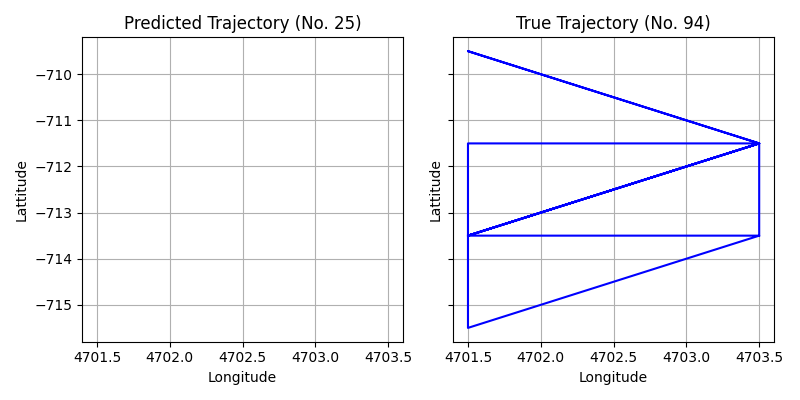 Predicted Trajectory (No. 25)
−710
−711
−712
−713
−714
−715
Lattitude
4701.5 4702.0 4702.5 4703.0 4703.5
Longitude
True Trajectory (No. 94)
Lattitude
4701.5 4702.0 4702.5 4703.0 4703.5
Longitude